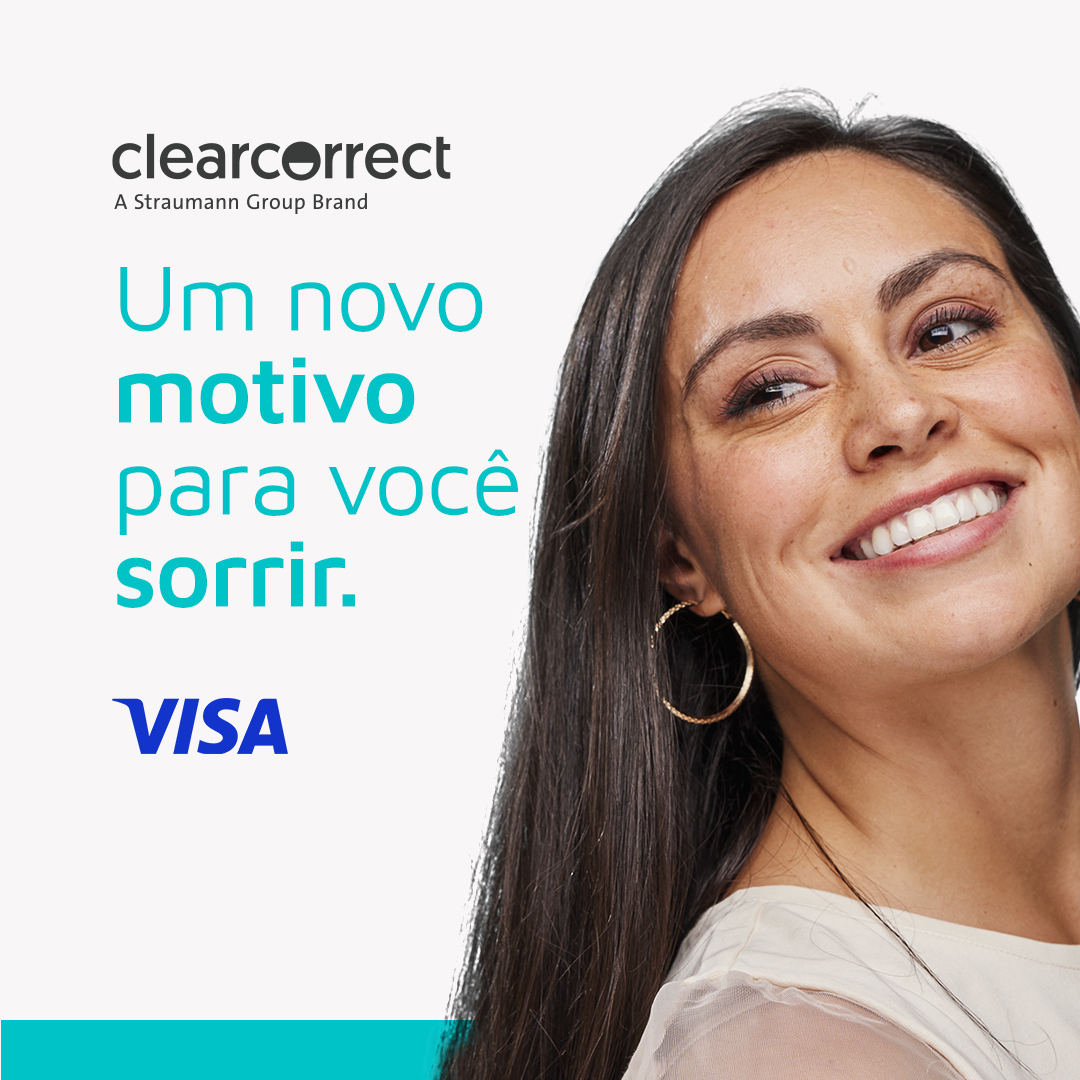 clearcorrect
A Straumann Group Brand
Um novo
motivo
para você
sorrir.
VISA